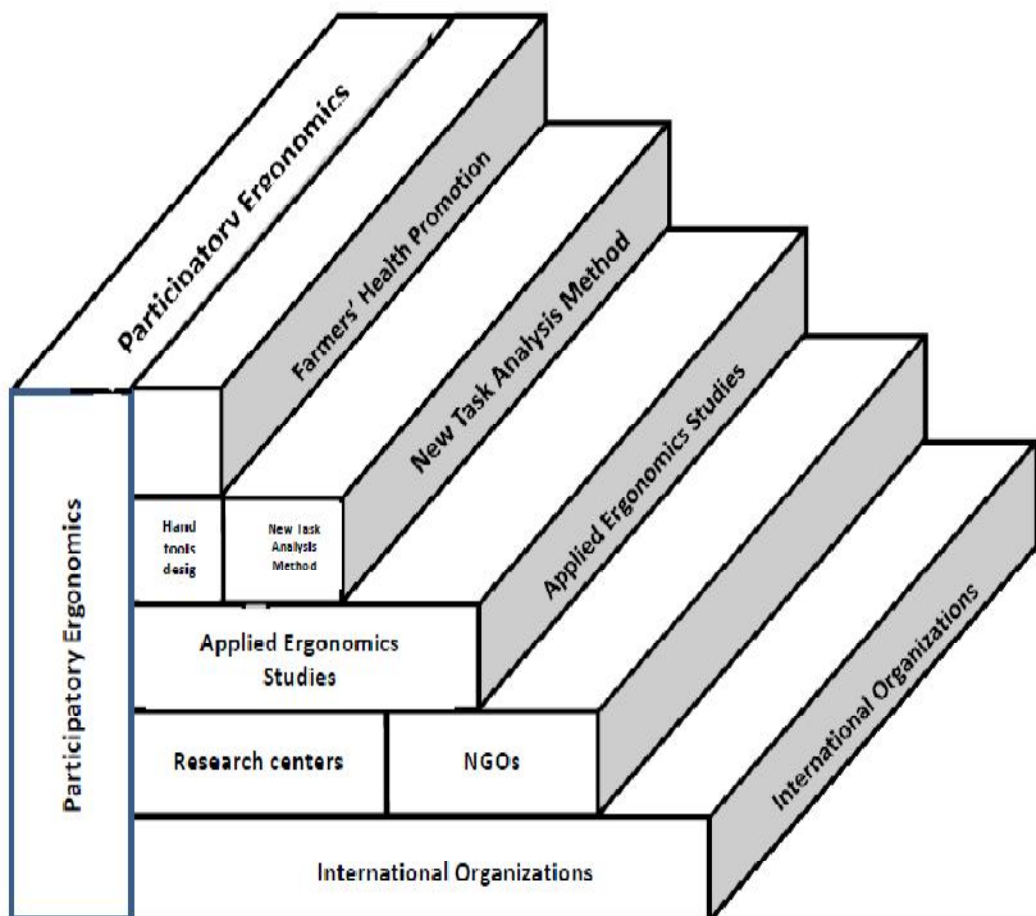 Participatory Ergonomics
Farmers' Health Promotion
New Task Analysis Method
Applied Ergonomics Studies
International Organizations
Participatory Ergonomics
Hand
tools
desig
New Task
Analysis
Method
Applied Ergonomics
Studies
Research centers
NGOs
International Organizations